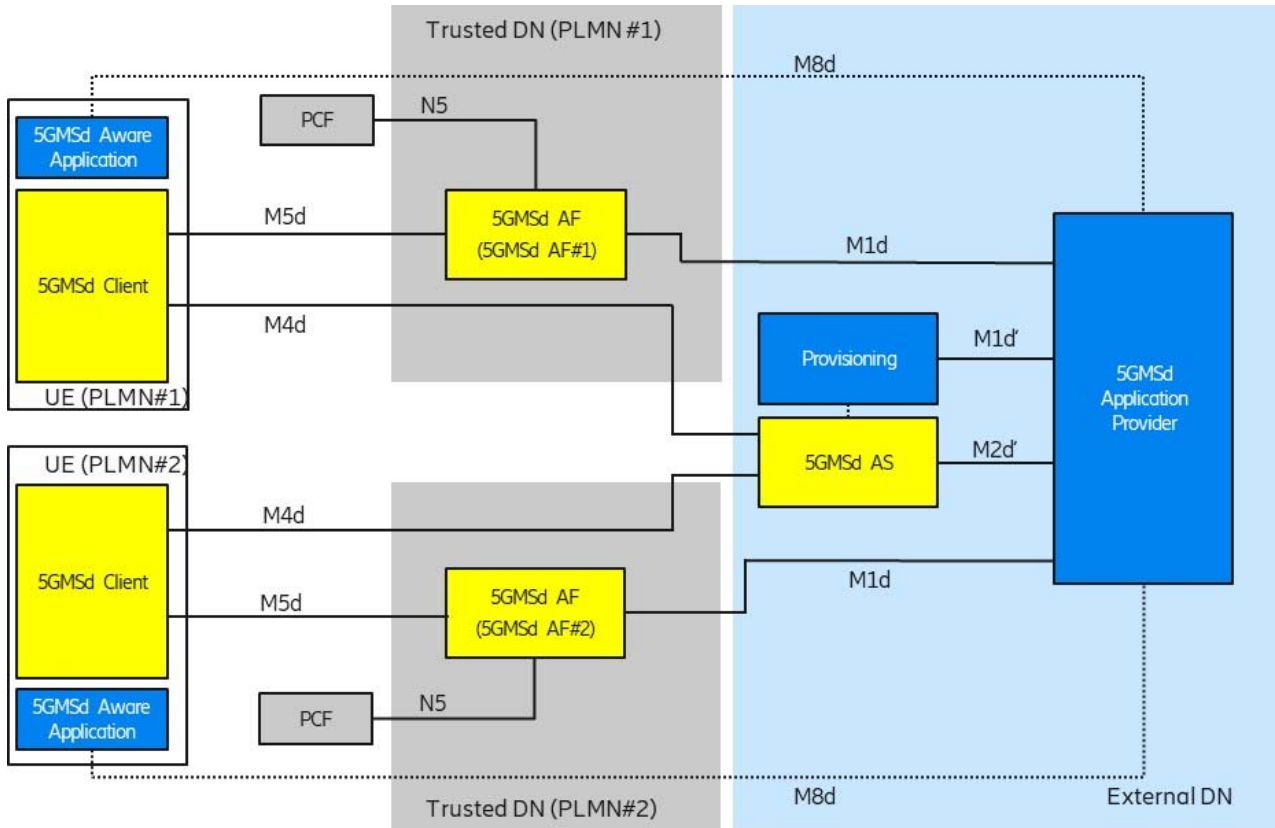 Trusted DN (PLMN #1)
M8d
N5
PCF
5GMSd Aware
Application
M5d
5GMSd AF
(5GMSd AF#1)
M1d
5GMSd Client
M4d
Provisioning
M1d'
5GMSd
Application
Provider
UE (PLMN#1)
UE (PLMN#2)
5GMSd AS
M2d'
M4d
5GMSd Client
M5d
5GMSd AF
(5GMSd AF#2)
M1d
5GMSd Aware
Application
PCF
N5
M8d
External DN
Trusted DN (PLMN#2)